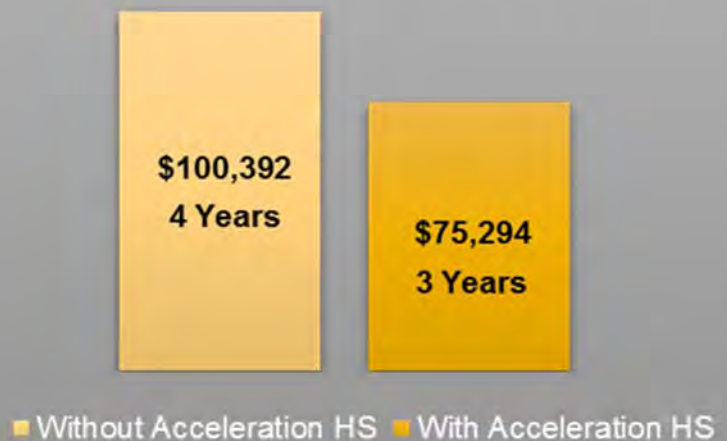 $100,392
4 Years
$75,294
3 Years
Without Acceleration HS With Acceleration HS